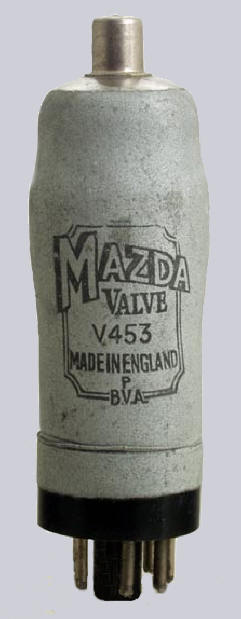 MAZDA
VALVE
V453
MADE IN ENGLAND
P
B.V.A.